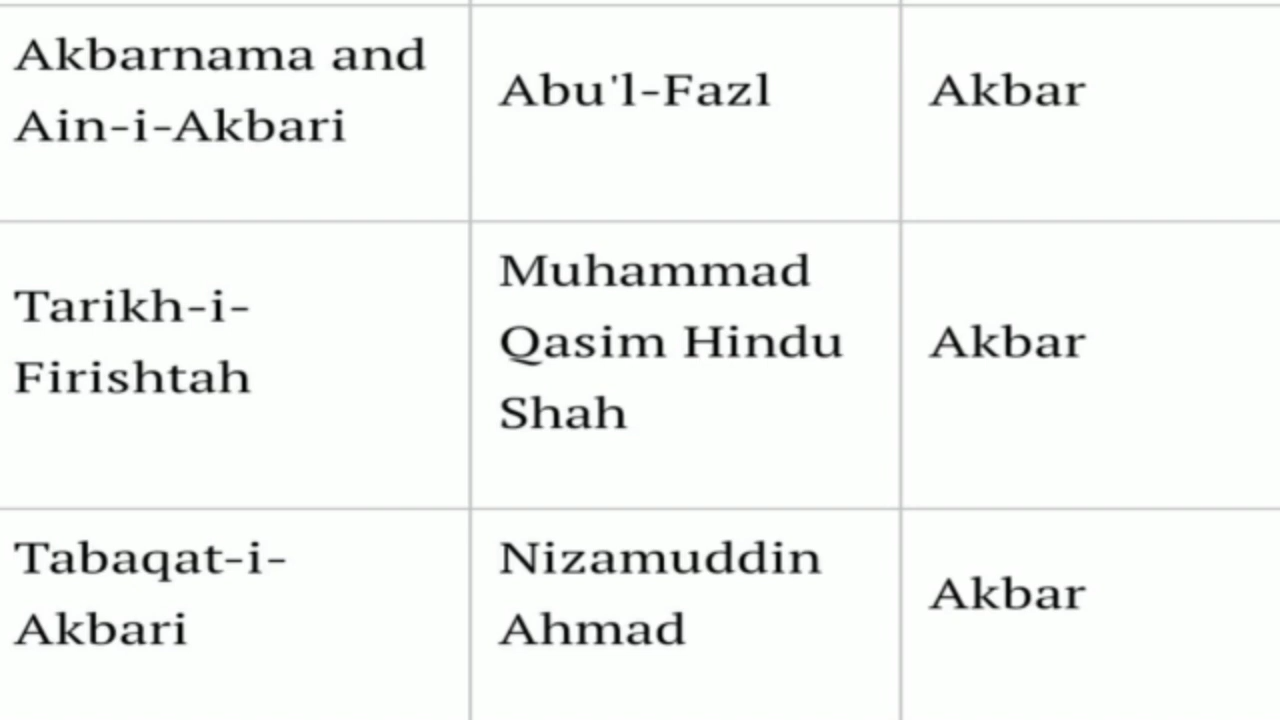 Akbarnama and
Ain-i-Akbari
Abu'l-Fazl
Akbar
Tarikh-i-
Firishtah
Muhammad
Qasim Hindu
Shah
Akbar
Tabaqat-i-
Akbari
Nizamuddin
Ahmad
Akbar